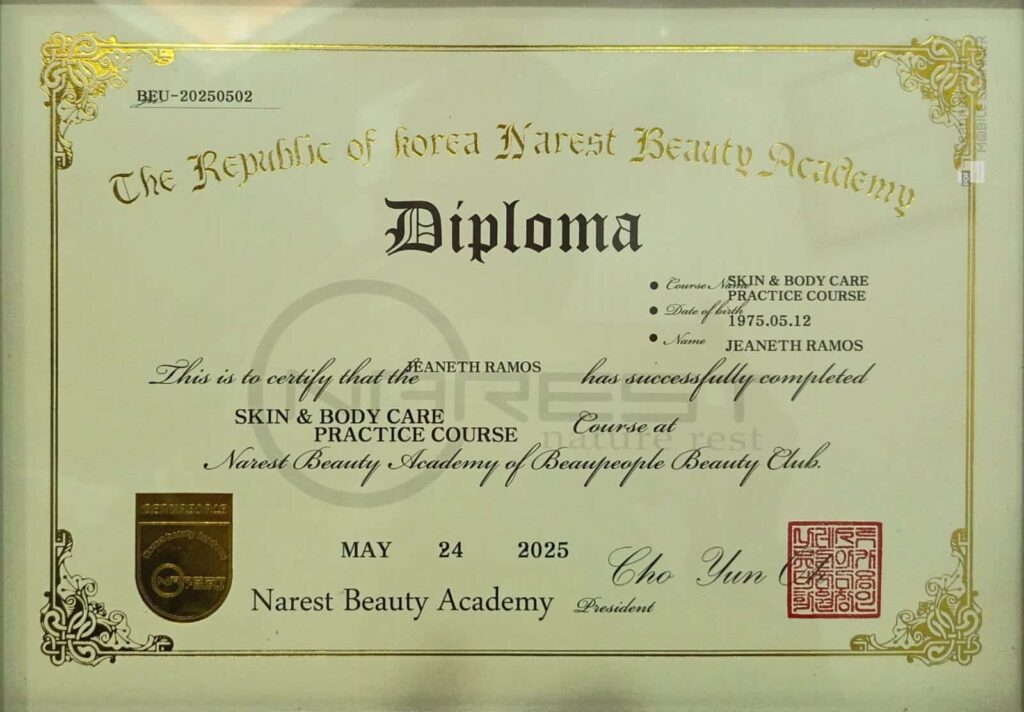 BEU-20250502
The Republic of Korea Narest Beauty Academy
Diploma
• Course Name SKIN & BODY CARE
PRACTICE COURSE
• Date of birth 1975.05.12
• Name JEANETH RAMOS
This is to certify that the JEANETH RAMOS has successfully completed
SKIN & BODY CARE
PRACTICE COURSE Course at
NAREST
nature rest
Narest Beauty Academy of Beaupeople Beauty Club.
MAY 24 2025
Narest Beauty Academy
Cho Yun
President
NAREST